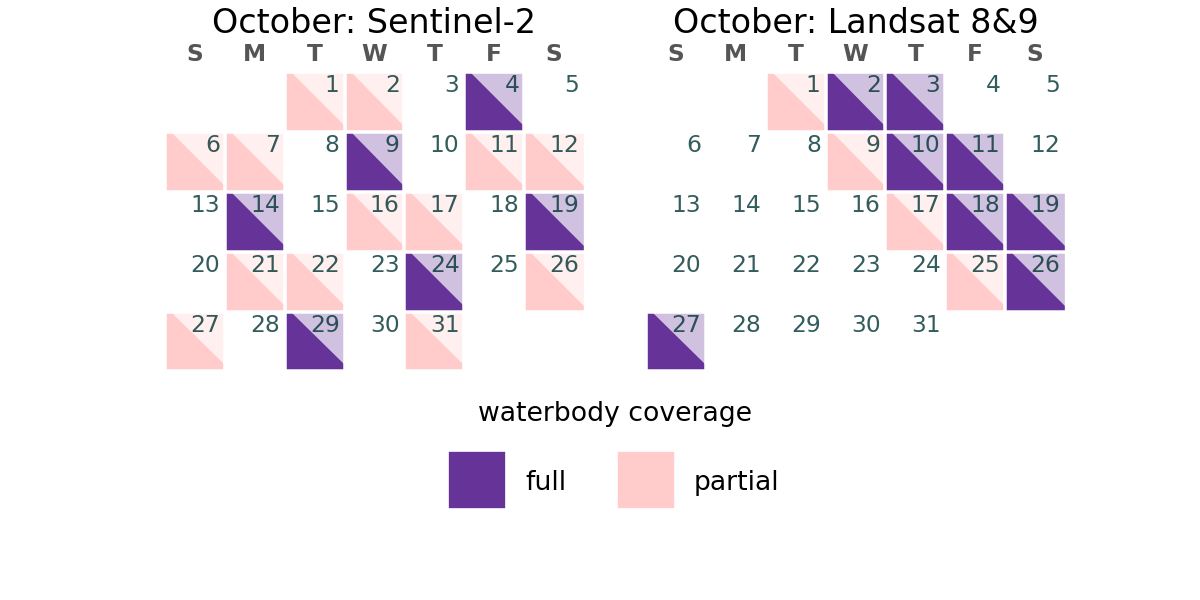 October: Sentinel-2
S M T W T F S
1 2 3 4 5
6 7 8 9 10 11 12
13 14 15 16 17 18 19
20 21 22 23 24 25 26
27 28 29 30 31
October: Landsat 8&9
S M T W T F S
1 2 3 4 5
6 7 8 9 10 11 12
13 14 15 16 17 18 19
20 21 22 23 24 25 26
27 28 29 30 31
waterbody coverage
full partial